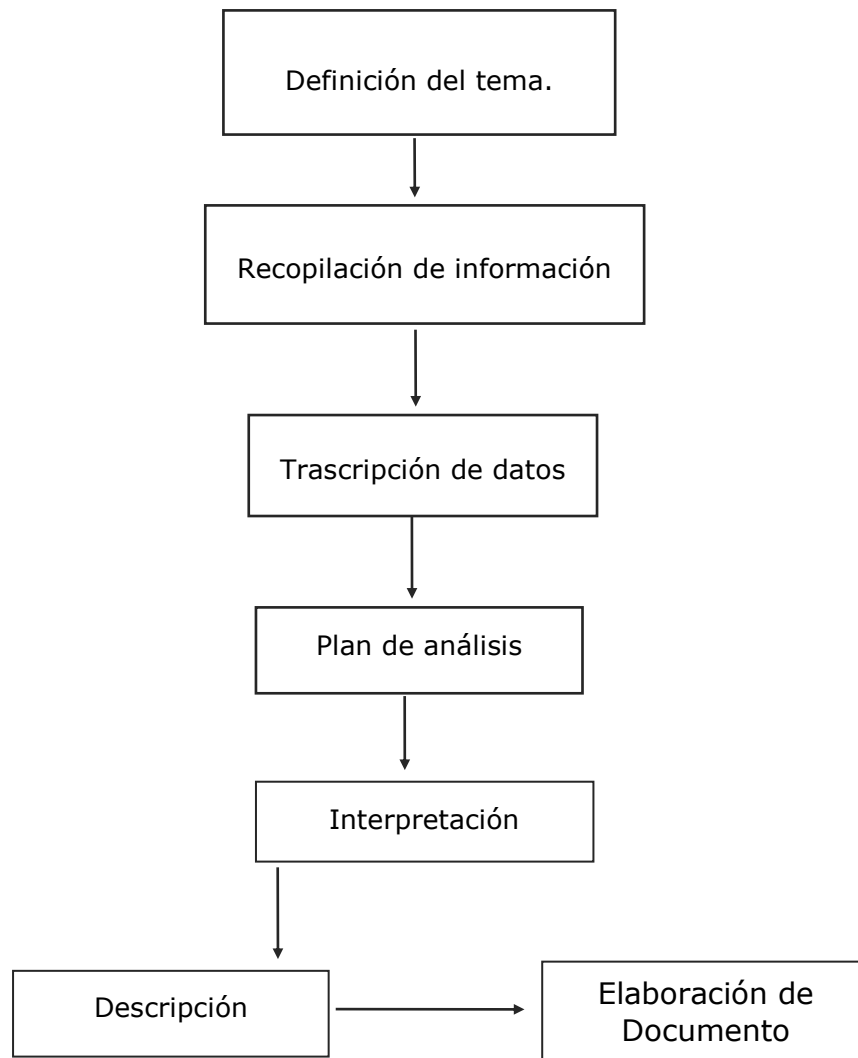 Definición del tema.
Recopilación de información
Trascripción de datos
Plan de análisis
Interpretación
Descripción
Elaboración de
Documento